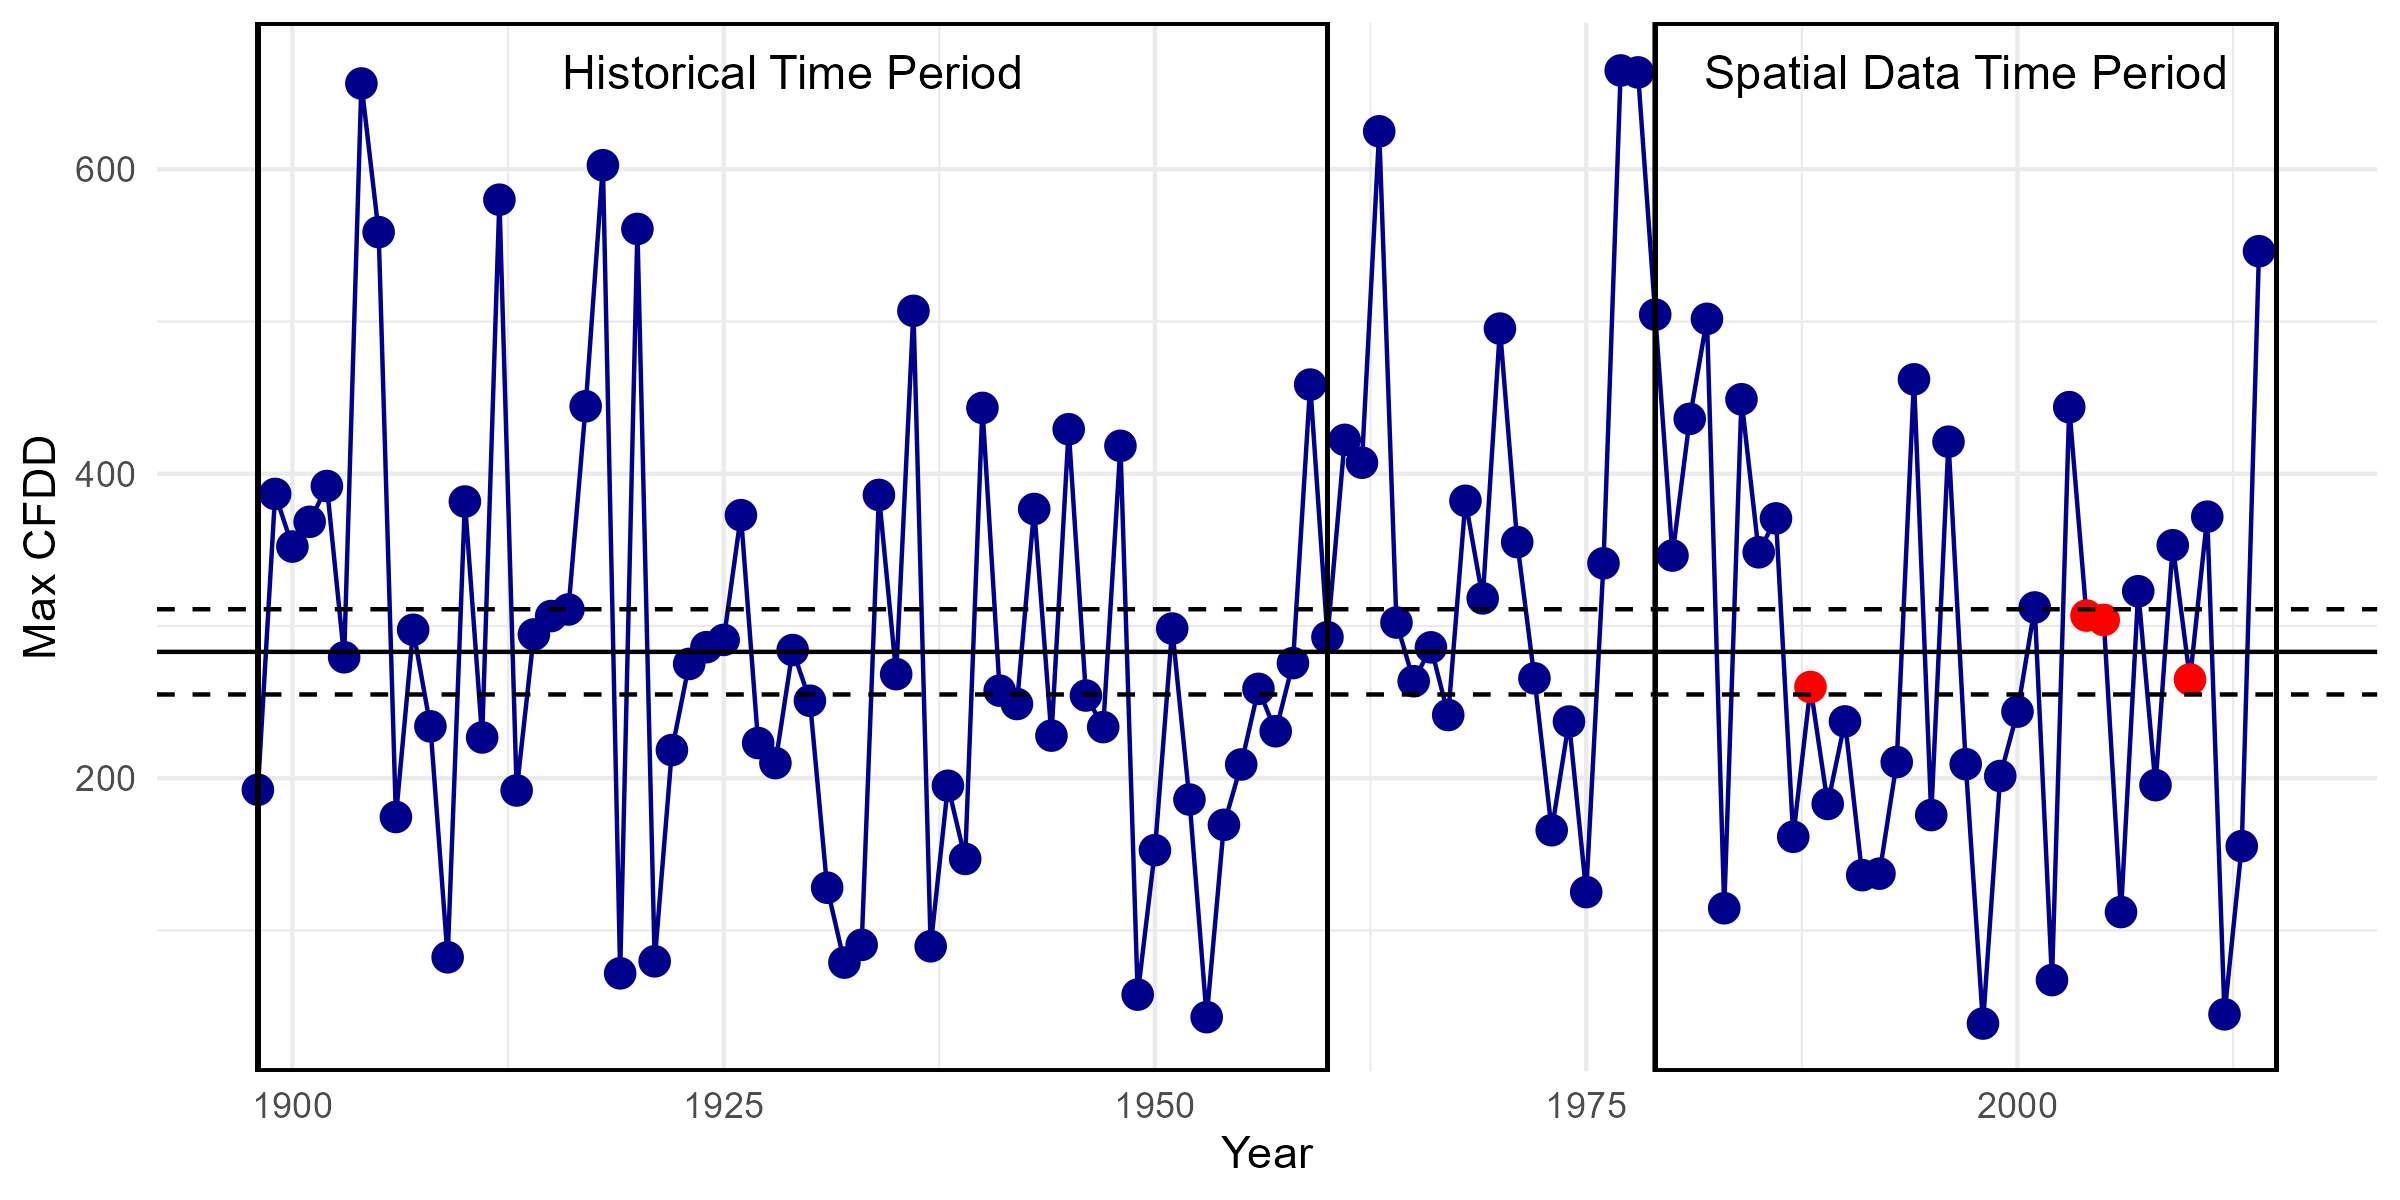 Historical Time Period
Spatial Data Time Period
Max CFDD
600
400
200
1900
1925
1950
1975
2000
Year